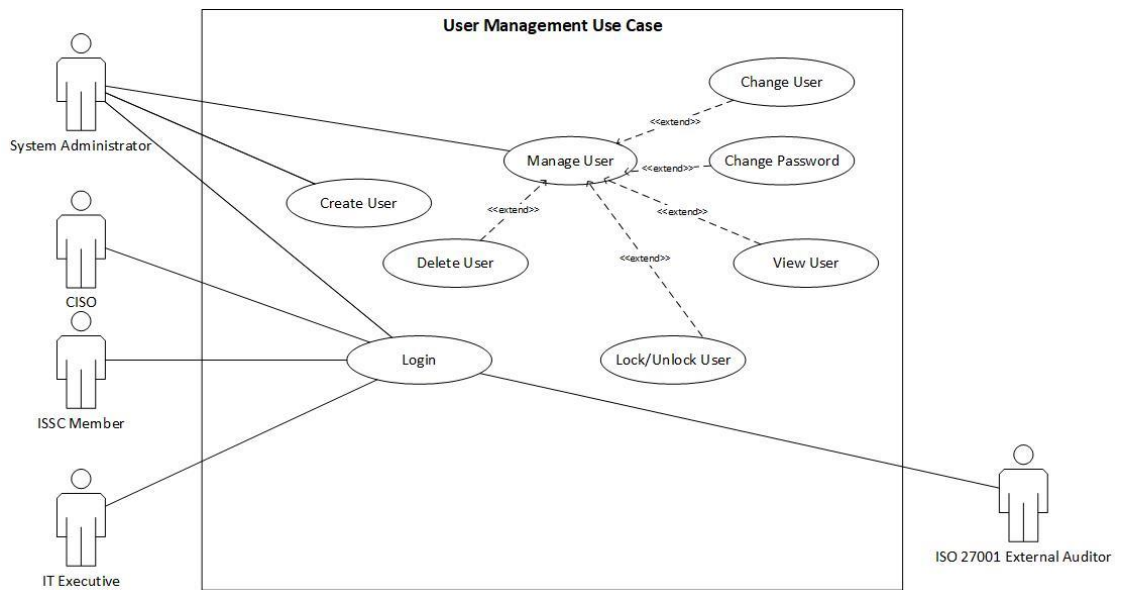 User Management Use Case
Change User
<<extend>>
System Administrator
Manage User
<<extend>>
Change Password
Create User
<<extend>>
<<extend>>
Delete User
<<extend>>
View User
CISO
Login
Lock/Unlock User
ISSC Member
ISO 27001 External Auditor
IT Executive